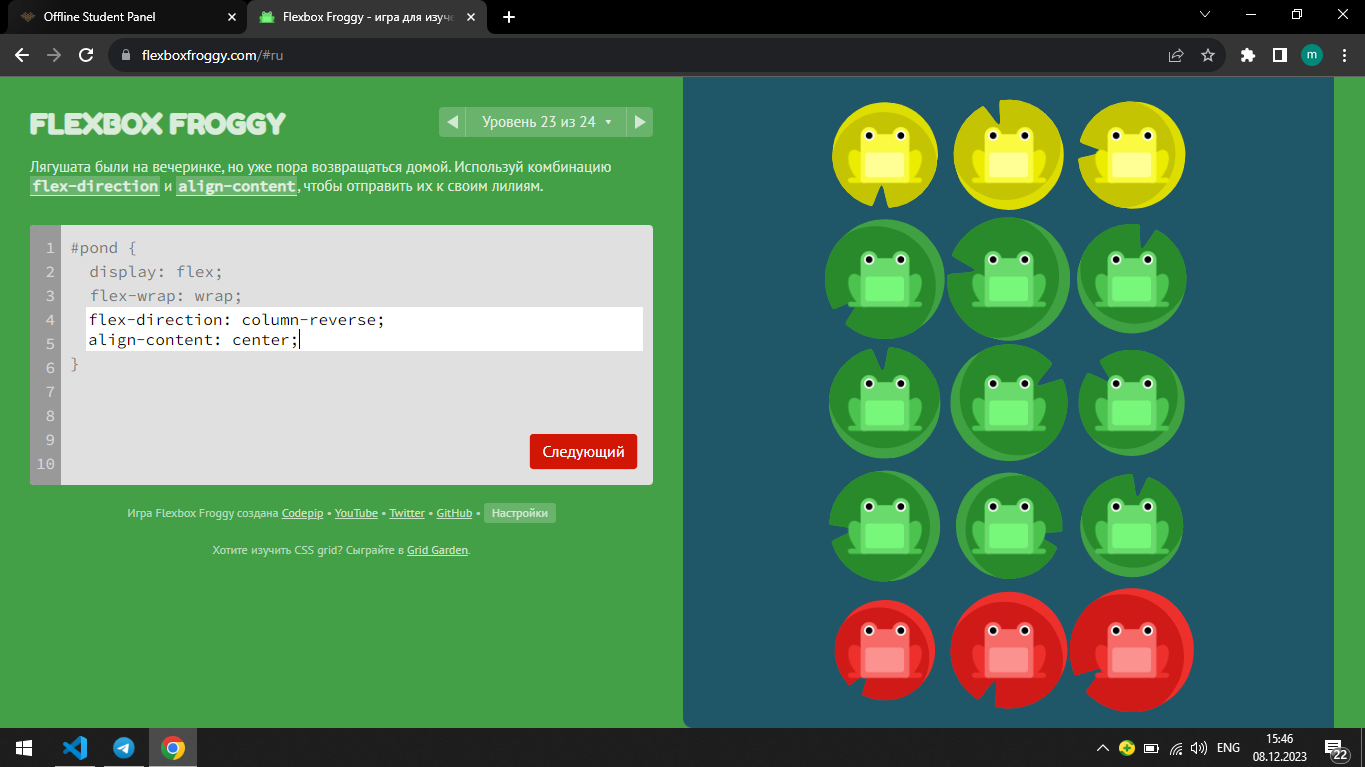 Offline Student Panel
Flexbox Froggy - игра для изуче
flexboxfroggy.com/#ru
m
FLEXBOX FROGGY
Уровень 23 из 24
Лягушата были на вечеринке, но уже пора возвращаться домой. Используй комбинацию
flex-direction и align-content, чтобы отправить их к своим лилиям.
1 #pond {
2 display: flex;
3 flex-wrap: wrap;
4 flex-direction: column-reverse;
5 align-content: center;
6 }
7
8
9
10
Следующий
Игра Flexbox Froggy создана Codepip • YouTube • Twitter • GitHub • Настройки
Хотите изучить CSS grid? Сыграйте в Grid Garden.
ENG
15:46
08.12.2023
22